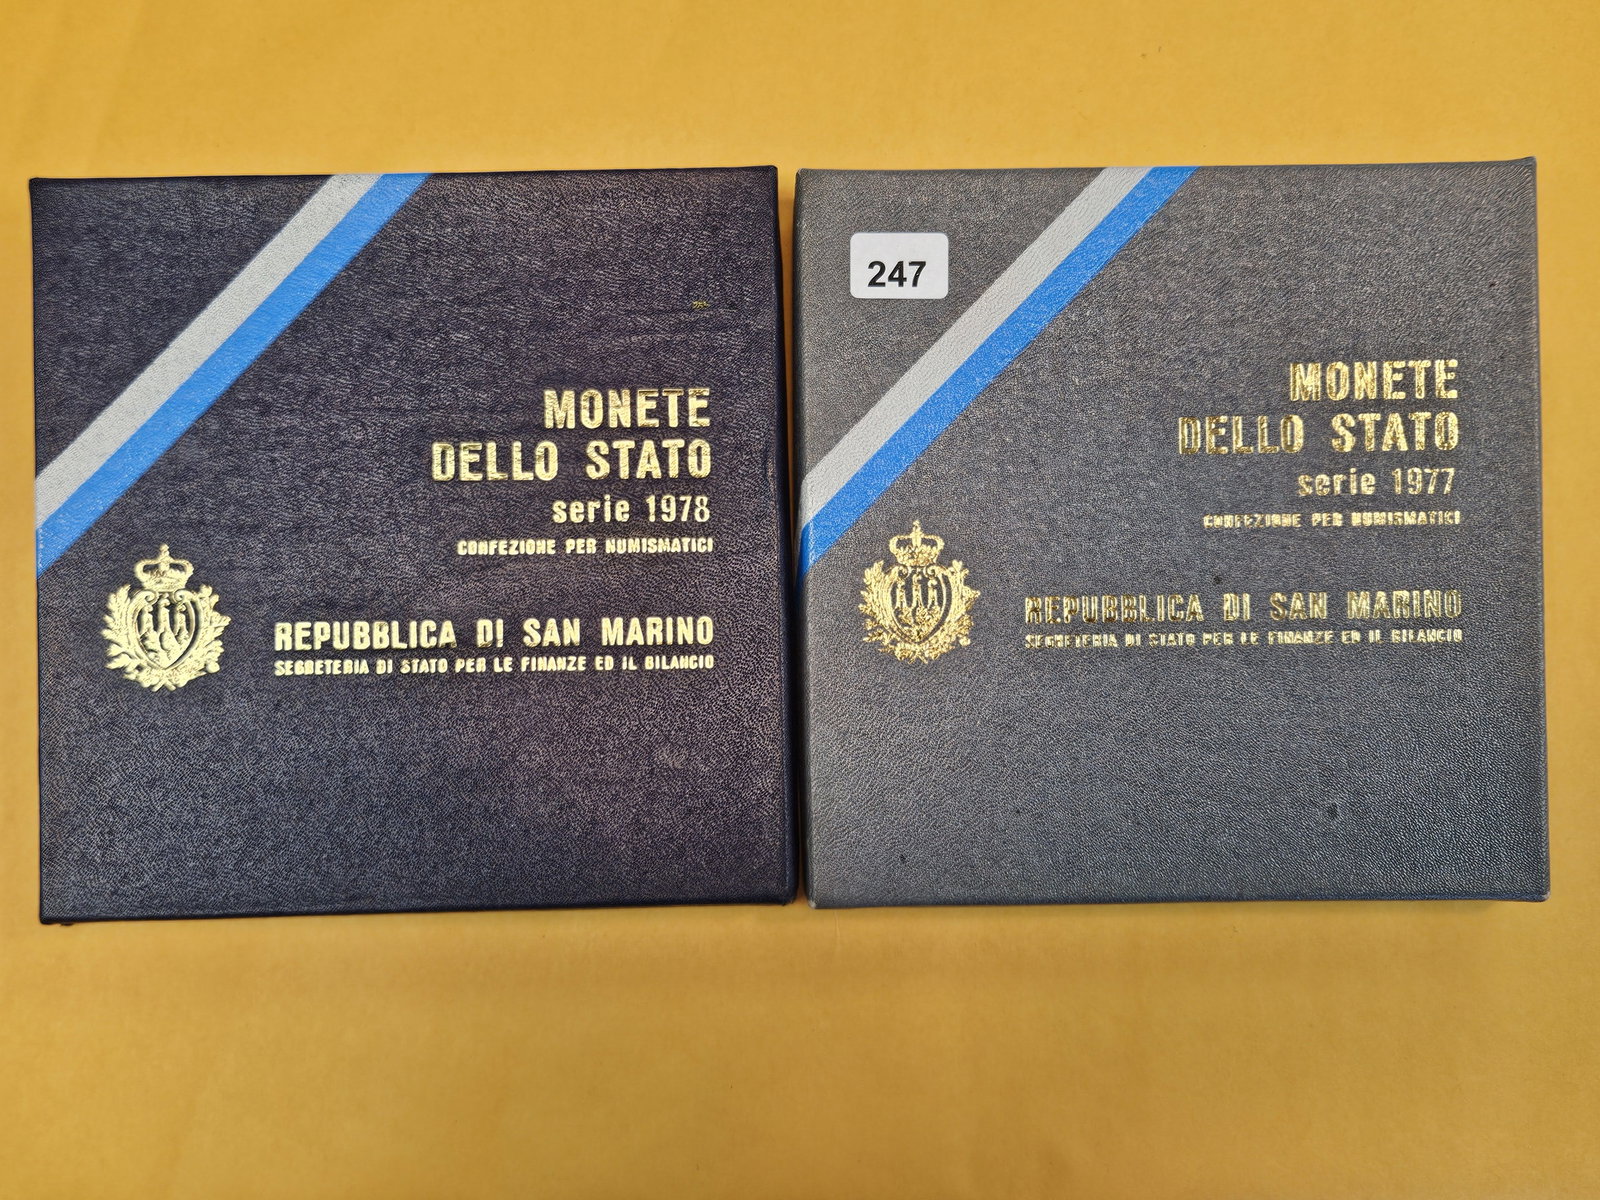 MONETE
DELLO STATO
serie 1978
CONFEZIONE PER NUMISMATICI
REPUBBLICA DI SAN MARINO
SEGRETERIA DI STATO PER LE FINANZE ED IL BILANCIO
247
MONETE
DELLO STATO
serie 1977
CONFEZIONE PER NUMISMATICI
REPUBBLICA DI SAN MARINO
SEGRETERIA DI STATO PER LE FINANZE ED IL BILANCIO